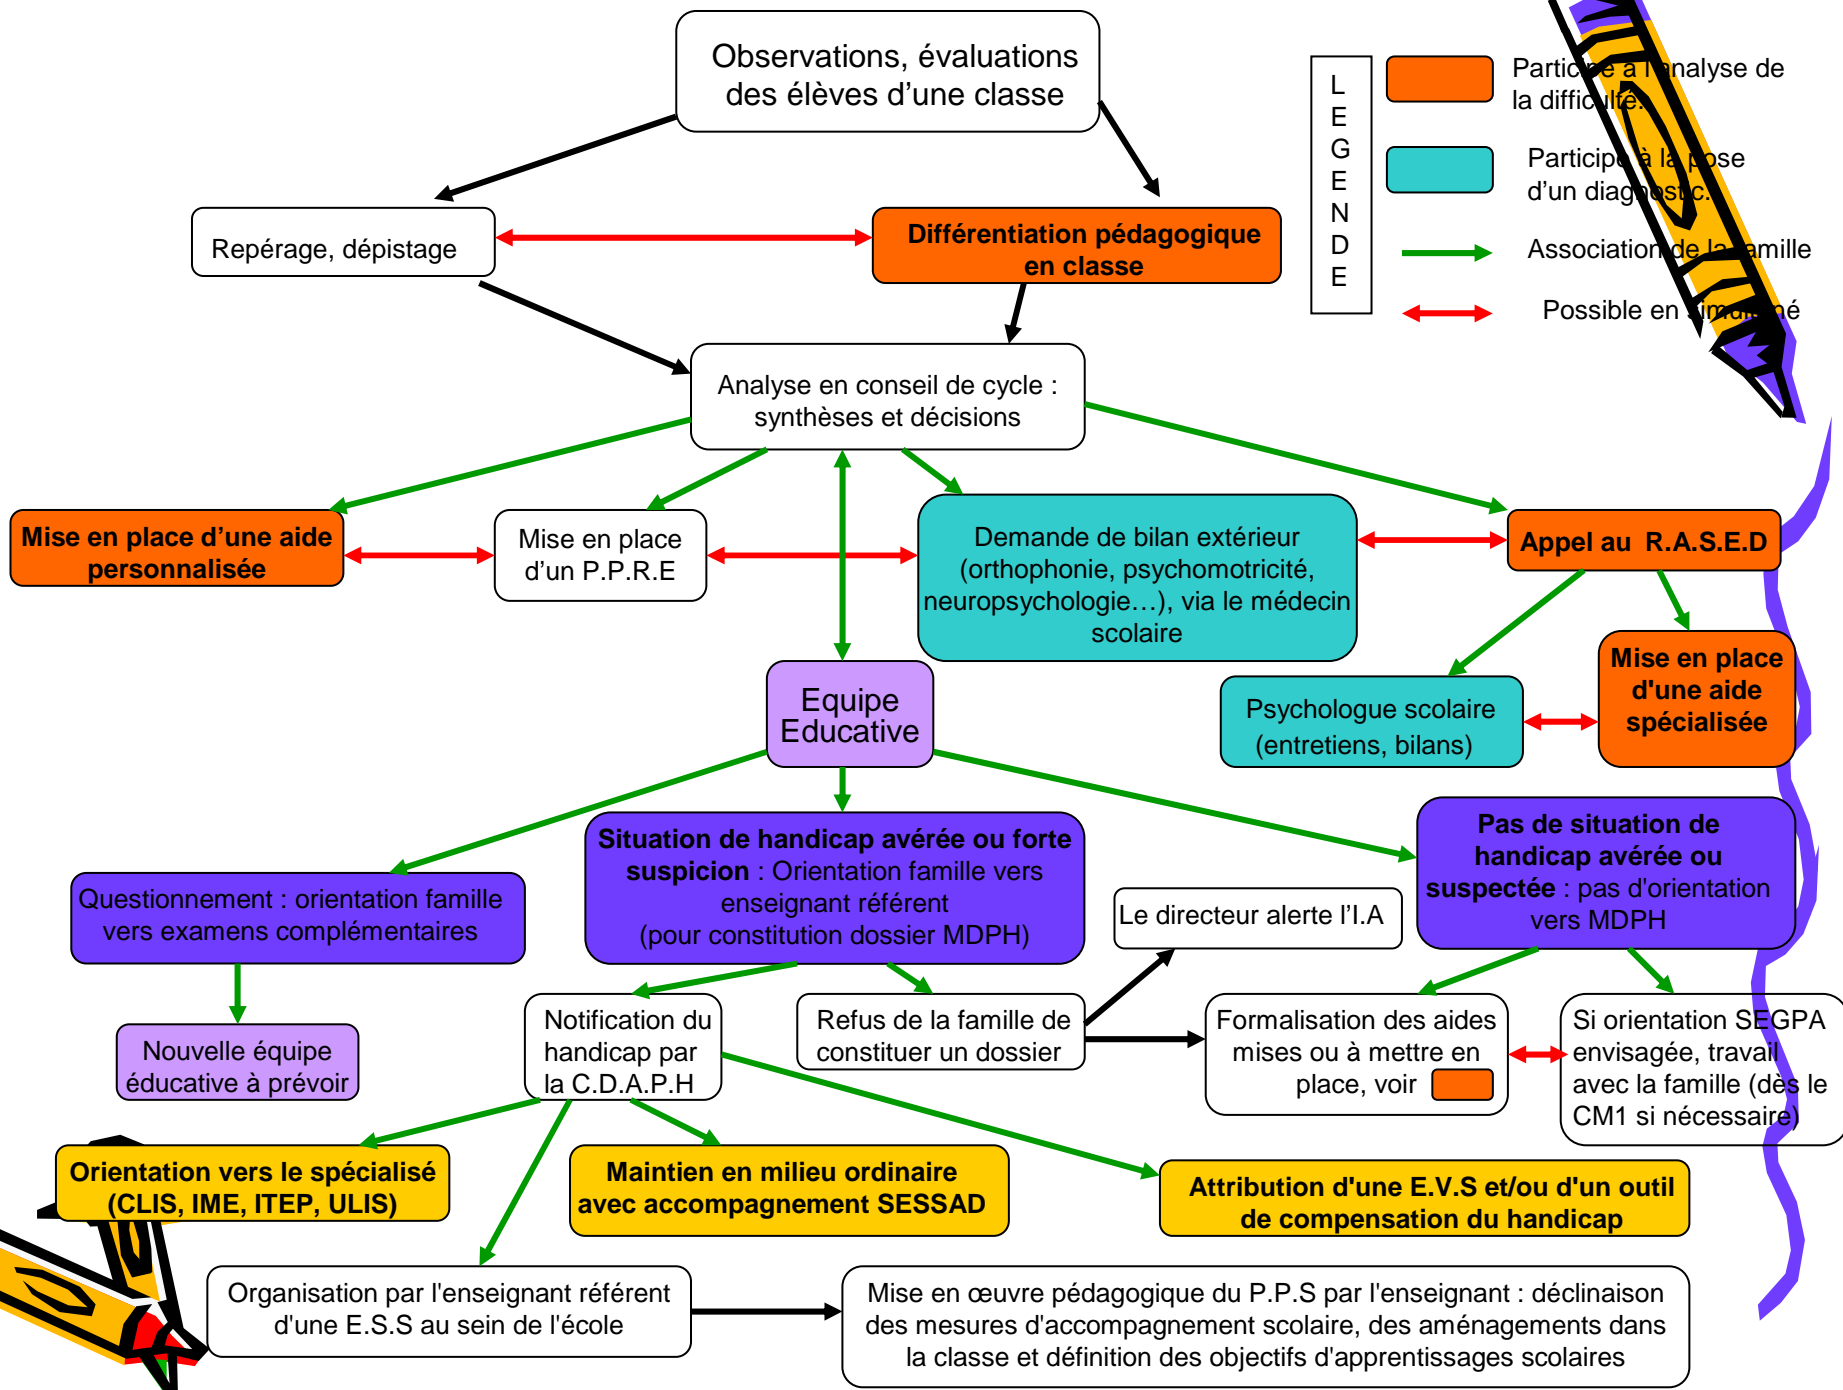 Observations, évaluations
des élèves d’une classe
L
E
G
E
N
D
E
Participe à l’analyse de
la difficulté.
Participe à la pose
d’un diagnostic.
Association de la famille
Possible en simultané
Repérage, dépistage
Différentiation pédagogique
en classe
Analyse en conseil de cycle :
synthèses et décisions
Mise en place d’une aide
personnalisée
Mise en place
d’un P.P.R.E
Demande de bilan extérieur
(orthophonie, psychomotricité,
neuropsychologie…), via le médecin
scolaire
Appel au R.A.S.E.D
Equipe
Educative
Psychologue scolaire
(entretiens, bilans)
Mise en place
d'une aide
spécialisée
Questionnement : orientation famille
vers examens complémentaires
Situation de handicap avérée ou forte
suspicion : Orientation famille vers
enseignant référent
(pour constitution dossier MDPH)
Le directeur alerte l’I.A
Pas de situation de
handicap avérée ou
suspectée : pas d'orientation
vers MDPH
Nouvelle équipe
éducative à prévoir
Notification du
handicap par
la C.D.A.P.H
Refus de la famille de
constituer un dossier
Formalisation des aides
mises ou à mettre en
place, voir
Si orientation SEGPA
envisagée, travail
avec la famille (dès le
CM1 si nécessaire)
Orientation vers le spécialisé
(CLIS, IME, ITEP, ULIS)
Maintien en milieu ordinaire
avec accompagnement SESSAD
Attribution d'une E.V.S et/ou d'un outil
de compensation du handicap
Organisation par l'enseignant référent
d'une E.S.S au sein de l'école
Mise en œuvre pédagogique du P.P.S par l'enseignant : déclinaison
des mesures d'accompagnement scolaire, des aménagements dans
la classe et définition des objectifs d'apprentissages scolaires